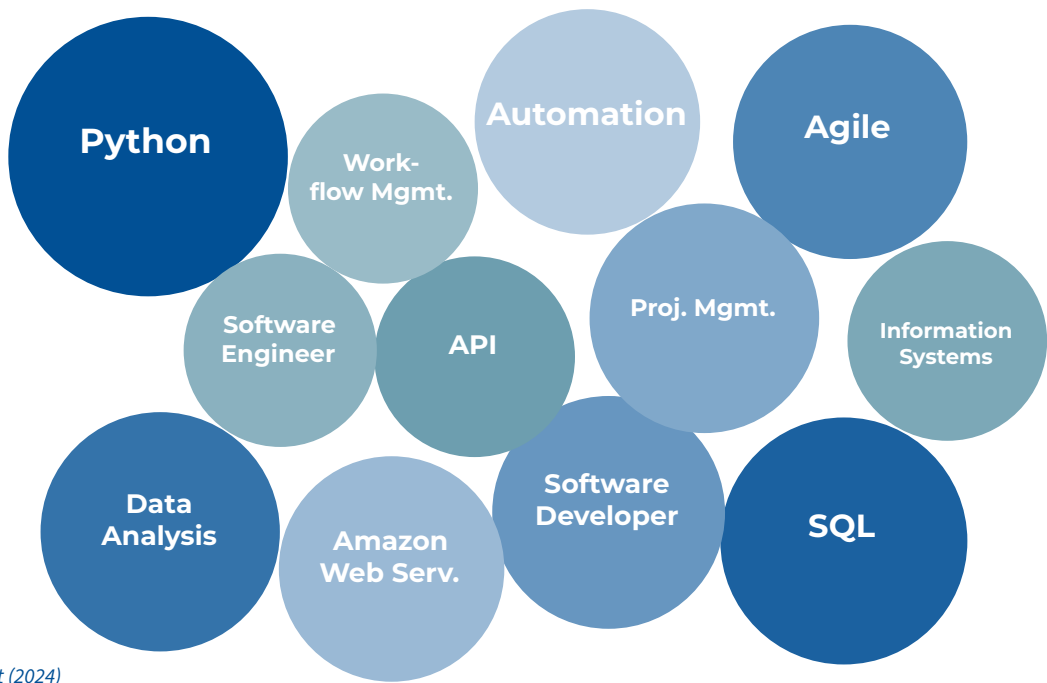 Python
Work-
flow Mgmt.
Automation
Agile
Software
Engineer
API
Proj. Mgmt.
Information
Systems
Data
Analysis
Amazon
Web Serv.
Software
Developer
SQL
(2024)